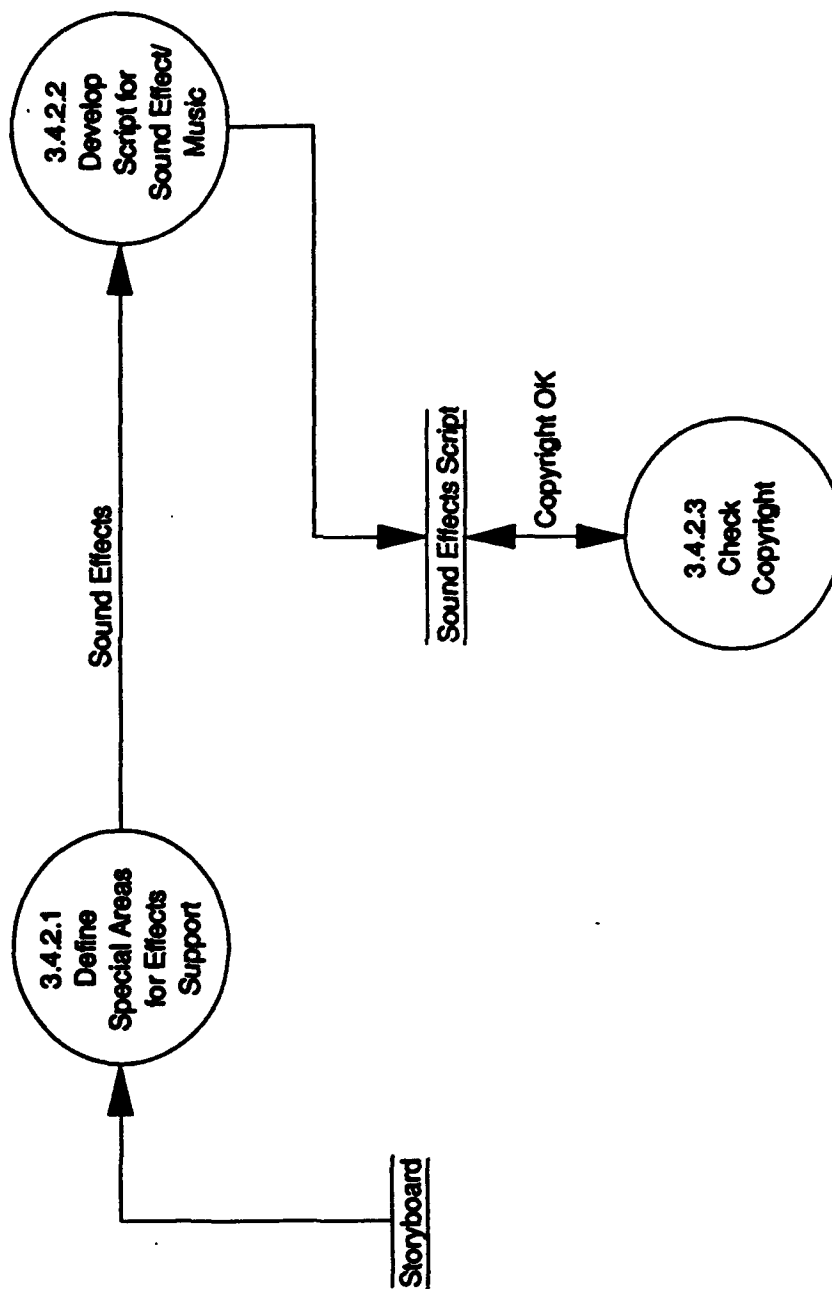 3.4.2.1
Define
Special Areas
for Effects
Support
Sound Effects
3.4.2.2
Develop
Script for
Sound Effect/
Music
Storyboard
Sound Effects Script
Copyright OK
3.4.2.3
Check
Copyright